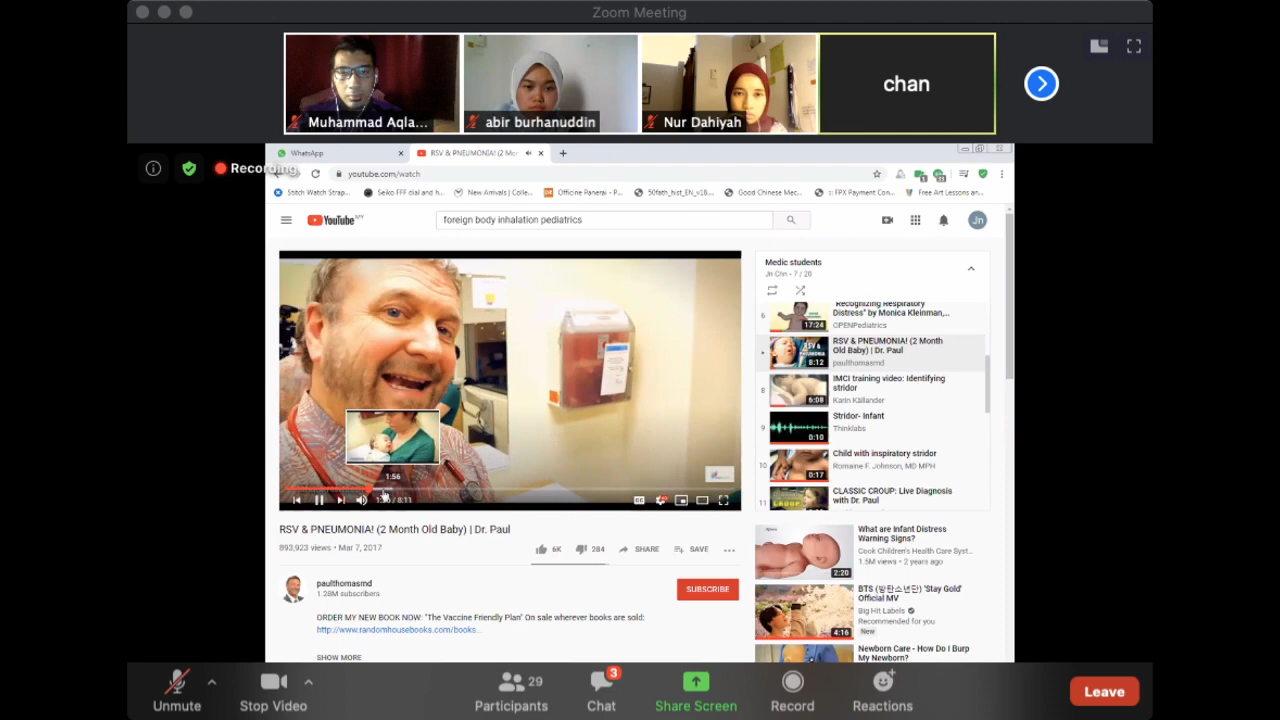 Zoom Meeting
Muhammad Aqla...
abir burhanuddin
Nur Dahiyah
chan
Recording
WhatsApp
RSV & PNEUMONIA! (2 Mor
youtube.com/watch
Stitch Watch Strap...
Seiko FFF dial and h...
New Arrivals | Colle...
Officine Panerai - P...
50fath_hist_EN_v18...
Good Chinese Mec...
:: FPX Payment Con...
Free Art Lessons an...
YouTube MY
foreign body inhalation pediatrics
Jn
Medic students
Jn Chn - 7 / 20
6
17:24
"Recognizing Respiratory
Distress" by Monica Kleinman,...
OPENPediatrics
RSV &
PNEUMONIA
8:12
RSV & PNEUMONIA! (2 Month
Old Baby) | Dr. Paul
paulthomasmd
8
6:08
IMCI training video: Identifying
stridor
Karin Källander
9
0:10
Stridor- Infant
Thinklabs
10
0:17
Child with inspiratory stridor
Romaine F. Johnson, MD MPH
11
CROUP
CLASSIC CROUP: Live Diagnosis
with Dr. Paul
1:56
/ 8:11
RSV & PNEUMONIA! (2 Month Old Baby) | Dr. Paul
893,923 views • Mar 7, 2017
6K
284
SHARE
SAVE
paulthomasmd
1.28M subscribers
SUBSCRIBE
ORDER MY NEW BOOK NOW: "The Vaccine Friendly Plan" On sale wherever books are sold:
http://www.randomhousebooks.com/books...
SHOW MORE
2:20
What are Infant Distress
Warning Signs?
Cook Children's Health Care Syst...
1.5M views • 2 years ago
4:16
BTS (방탄소년단) 'Stay Gold'
Official MV
Big Hit Labels
Recommended for you
New
Newborn Care - How Do I Burp
My Newborn?
Unmute
Stop Video
29
Participants
3
Chat
Share Screen
Record
Reactions
Leave